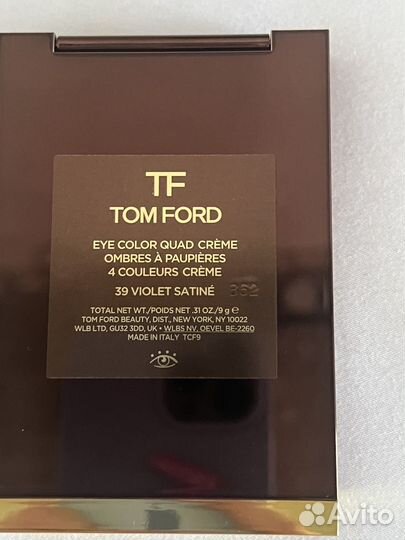 TF
TOM FORD
EYE COLOR QUAD CRÈME
OMBRES À PAUPIÈRES
4 COULEURS CRÈME
39 VIOLET SATINÉ 862
TOTAL NET WT./POIDS NET .31 OZ./9 g ℮
TOM FORD BEAUTY, DIST., NEW YORK, NY 10022
WLB LTD, GU32 3DD, UK • WLBS NV, OEVEL BE-2260
MADE IN ITALY TCF9
Avito